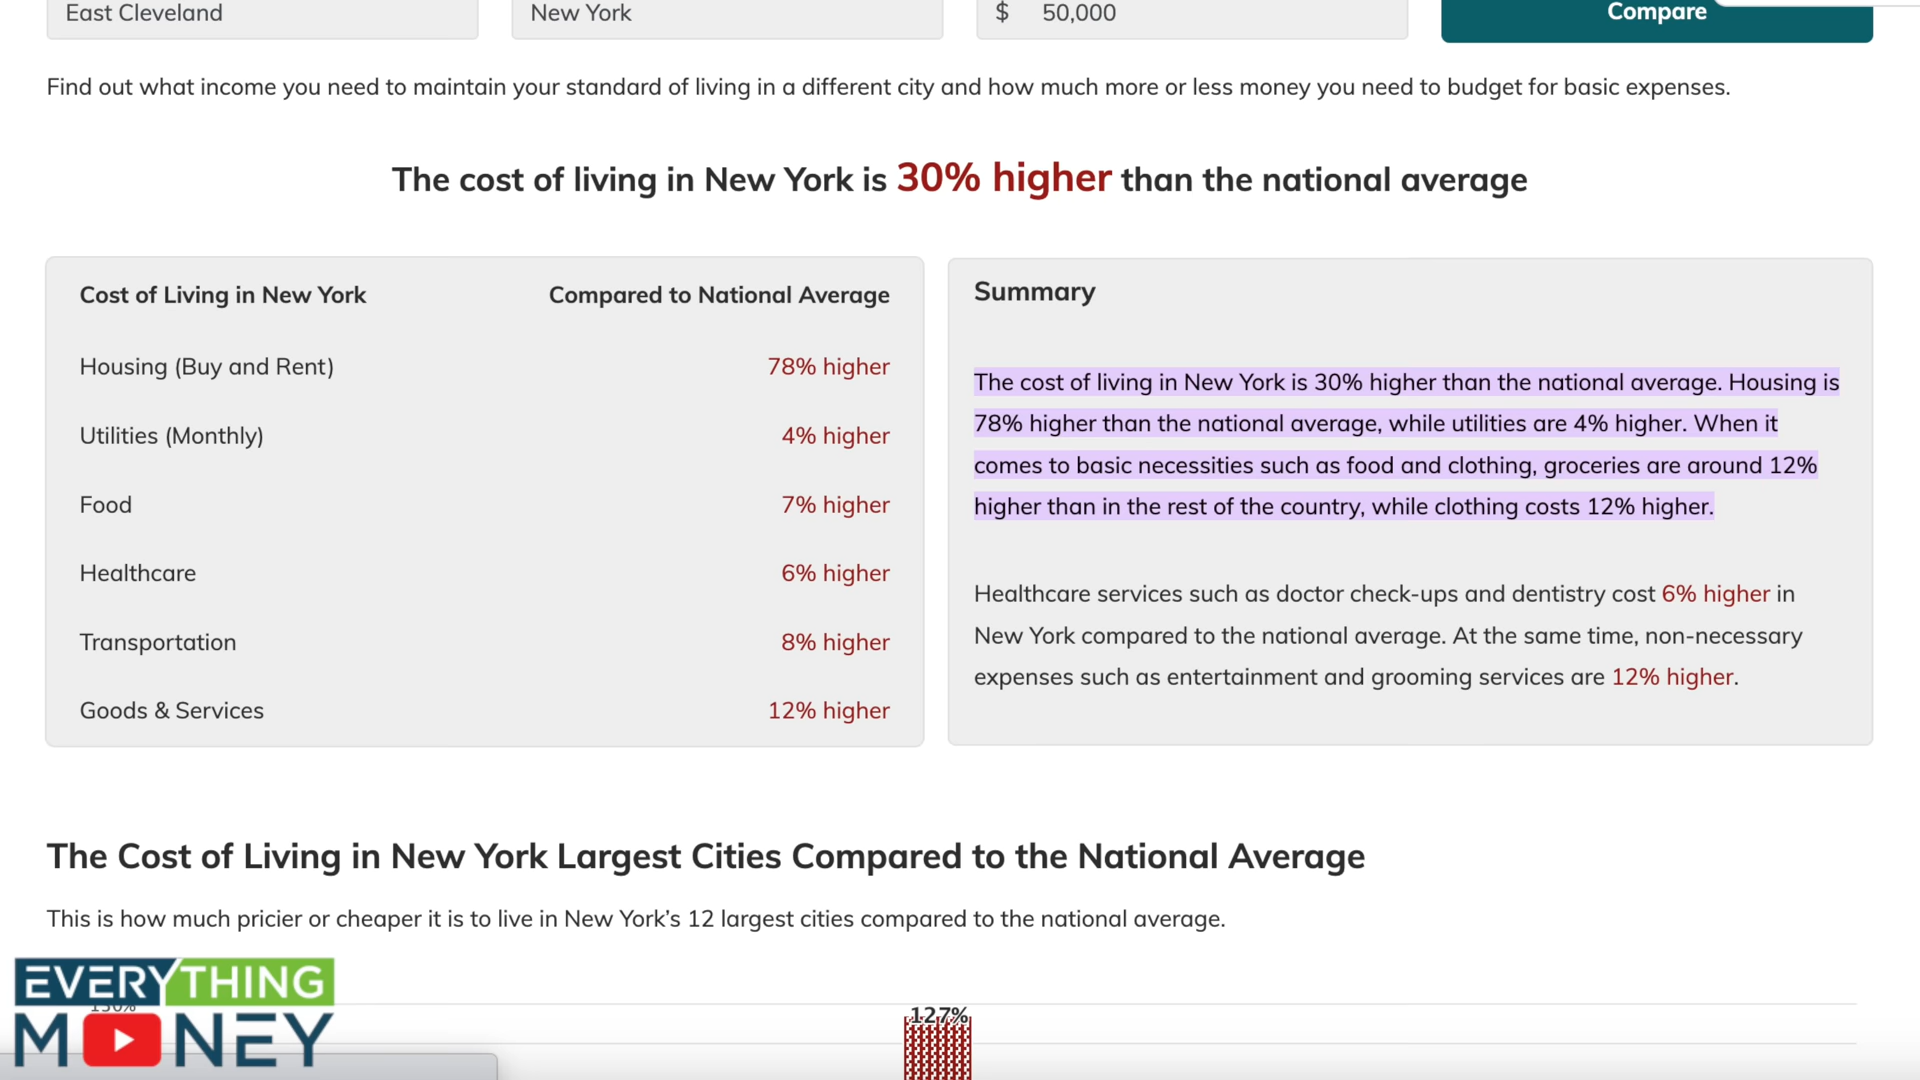 East Cleveland
New York
$ 50,000
Compare
Find out what income you need to maintain your standard of living in a different city and how much more or less money you need to budget for basic expenses.
The cost of living in New York is 30% higher than the national average
Cost of Living in New York
Compared to National Average
Housing (Buy and Rent)
78% higher
Utilities (Monthly)
4% higher
Food
7% higher
Healthcare
6% higher
Transportation
8% higher
Goods & Services
12% higher
Summary
The cost of living in New York is 30% higher than the national average. Housing is
78% higher than the national average, while utilities are 4% higher. When it
comes to basic necessities such as food and clothing, groceries are around 12%
higher than in the rest of the country, while clothing costs 12% higher.
Healthcare services such as doctor check-ups and dentistry cost 6% higher in
New York compared to the national average. At the same time, non-necessary
expenses such as entertainment and grooming services are 12% higher.
The Cost of Living in New York Largest Cities Compared to the National Average
This is how much pricier or cheaper it is to live in New York’s 12 largest cities compared to the national average.
127%
EVERYTHING
MONEY